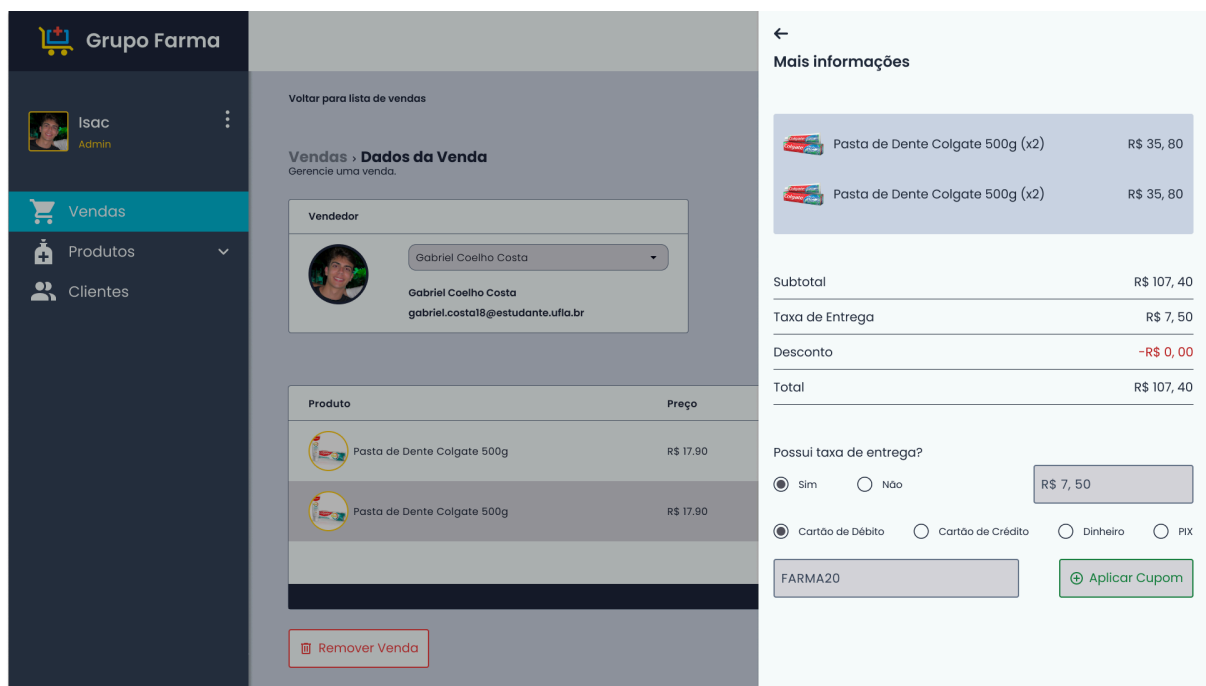 Grupo Farma
Isac
Admin
Vendas
Produtos
Clientes
Voltar para lista de vendas
Vendas › Dados da Venda
Gerencie uma venda.
Vendedor
Gabriel Coelho Costa
Gabriel Coelho Costa
gabriel.costa18@estudante.ufla.br
Produto Preço
Pasta de Dente Colgate 500g R$ 17.90
Pasta de Dente Colgate 500g R$ 17.90
Remover Venda
Mais informações
Pasta de Dente Colgate 500g (x2) R$ 35, 80
Pasta de Dente Colgate 500g (x2) R$ 35, 80
Subtotal R$ 107, 40
Taxa de Entrega R$ 7, 50
Desconto -R$ 0, 00
Total R$ 107, 40
Possui taxa de entrega?
Sim Não R$ 7, 50
Cartão de Débito Cartão de Crédito Dinheiro PIX
FARMA20 Aplicar Cupom